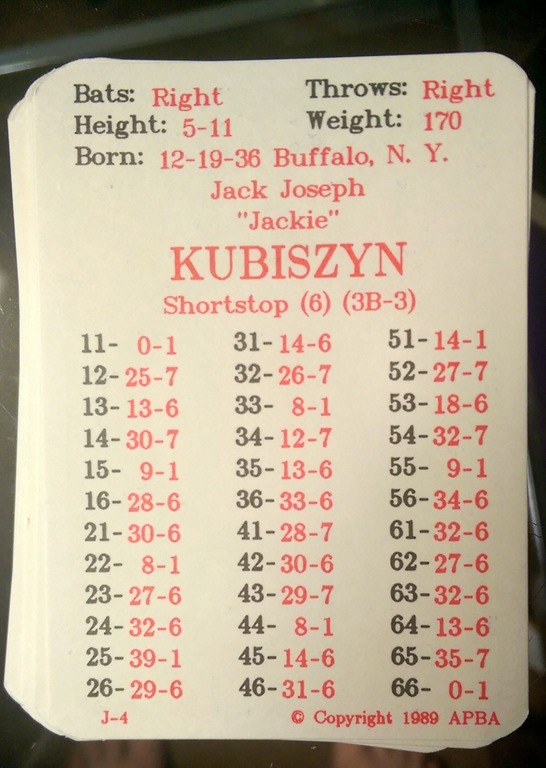 Bats: Right Throws: Right
Height: 5-11 Weight: 170
Born: 12-19-36 Buffalo, N. Y.
Jack Joseph
"Jackie"
KUBISZYN
Shortstop (6) (3B-3)
11- 0-1 31- 14-6 51- 14-1
12- 25-7 32- 26-7 52- 27-7
13- 13-6 33- 8-1 53- 18-6
14- 30-7 34- 12-7 54- 32-7
15- 9-1 35- 13-6 55- 9-1
16- 28-6 36- 33-6 56- 34-6
21- 30-6 41- 28-7 61- 32-6
22- 8-1 42- 30-6 62- 27-6
23- 27-6 43- 29-7 63- 32-6
24- 32-6 44- 8-1 64- 13-6
25- 39-1 45- 14-6 65- 35-7
26- 29-6 46- 31-6 66- 0-1
J-4 © Copyright 1989 APBA